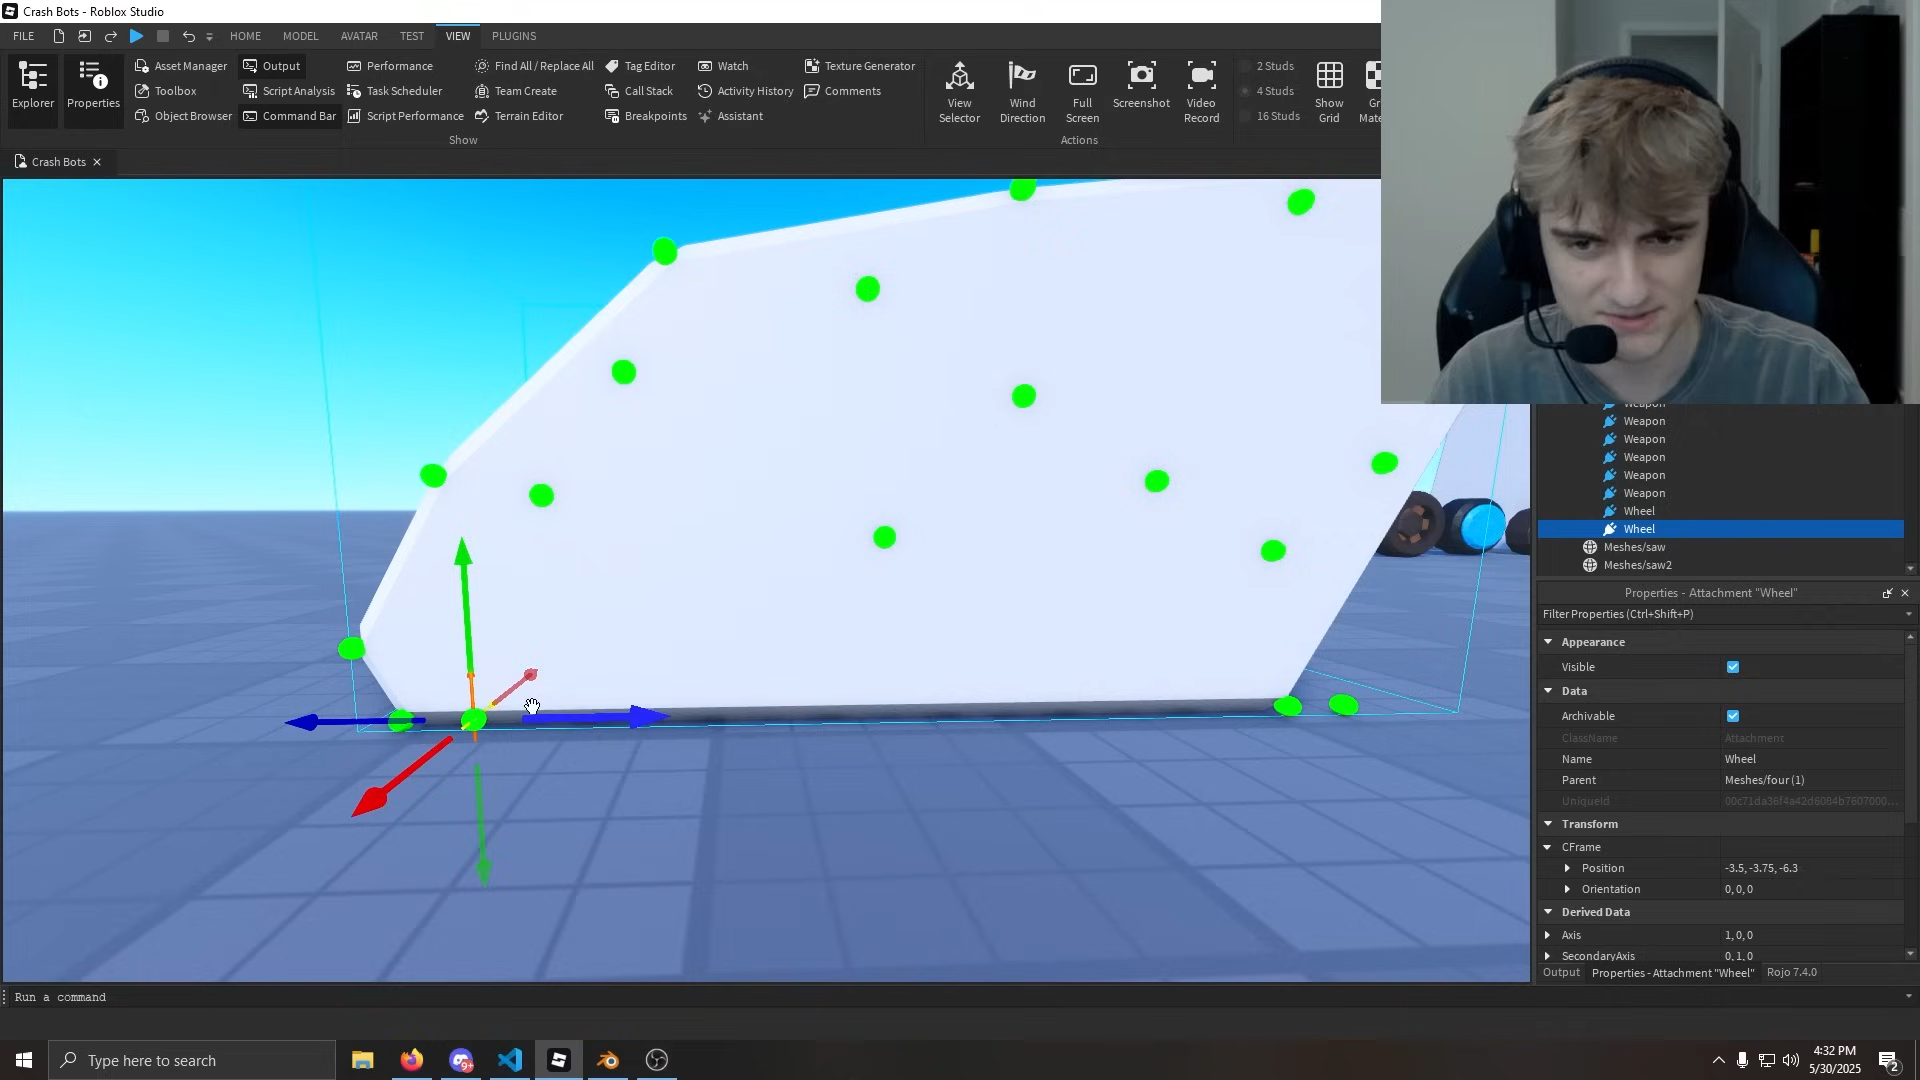 Crash Bots - Roblox Studio
FILE HOME MODEL AVATAR TEST VIEW PLUGINS
Explorer
Properties
Asset Manager
Toolbox
Object Browser
Output
Script Analysis
Command Bar
Performance
Task Scheduler
Script Performance
Find All / Replace All
Team Create
Terrain Editor
Tag Editor
Call Stack
Breakpoints
Watch
Activity History
Assistant
Texture Generator
Comments
Show
View
Selector
Wind
Direction
Full
Screen
Screenshot
Video
Record
Actions
2 Studs
4 Studs
16 Studs
Show
Grid
Crash Bots
Weapon
Weapon
Weapon
Weapon
Weapon
Weapon
Wheel
Wheel
Meshes/saw
Meshes/saw2
Properties - Attachment "Wheel"
Filter Properties (Ctrl+Shift+P)
Appearance
Visible
Data
Archivable
ClassName Attachment
Name Wheel
Parent Meshes/four (1)
UniqueId 00c71da36f4a42d6084b7607000...
Transform
CFrame
Position -3.5, -3.75, -6.3
Orientation 0, 0, 0
Derived Data
Axis 1, 0, 0
SecondaryAxis 0, 1, 0
Output Properties - Attachment "Wheel" Rojo 7.4.0
Run a command
Type here to search
9+
4:32 PM
5/30/2025
2